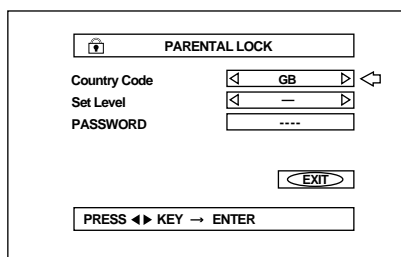 PARENTAL LOCK
Country Code ◁ GB ▷
Set Level ◁ — ▷
PASSWORD ----
EXIT
PRESS ◀▶ KEY → ENTER